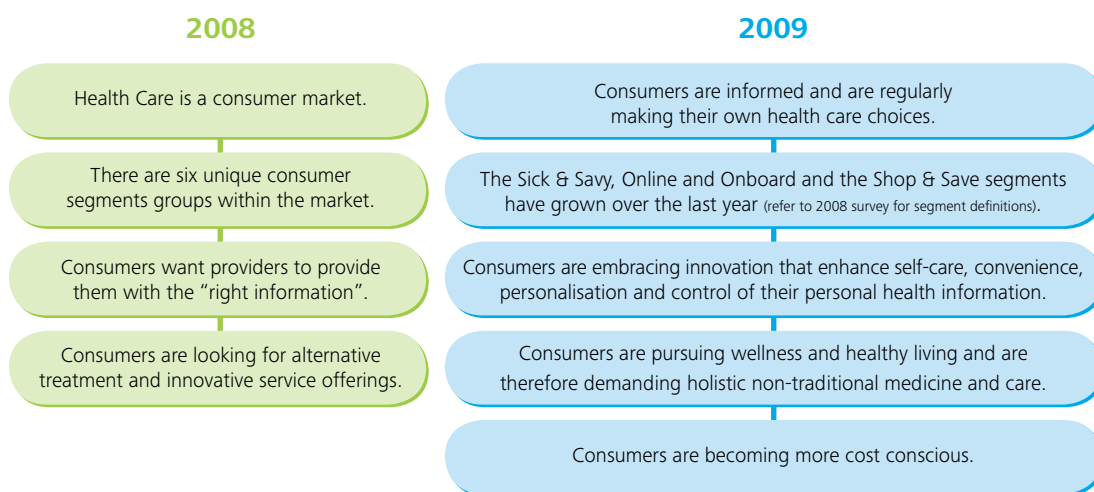 2008
Health Care is a consumer market.
There are six unique consumer
segments groups within the market.
Consumers want providers to provide
them with the “right information”.
Consumers are looking for alternative
treatment and innovative service offerings.
2009
Consumers are informed and are regularly
making their own health care choices.
The Sick & Savy, Online and Onboard and the Shop & Save segments
have grown over the last year (refer to 2008 survey for segment definitions).
Consumers are embracing innovation that enhance self-care, convenience,
personalisation and control of their personal health information.
Consumers are pursuing wellness and healthy living and are
therefore demanding holistic non-traditional medicine and care.
Consumers are becoming more cost conscious.